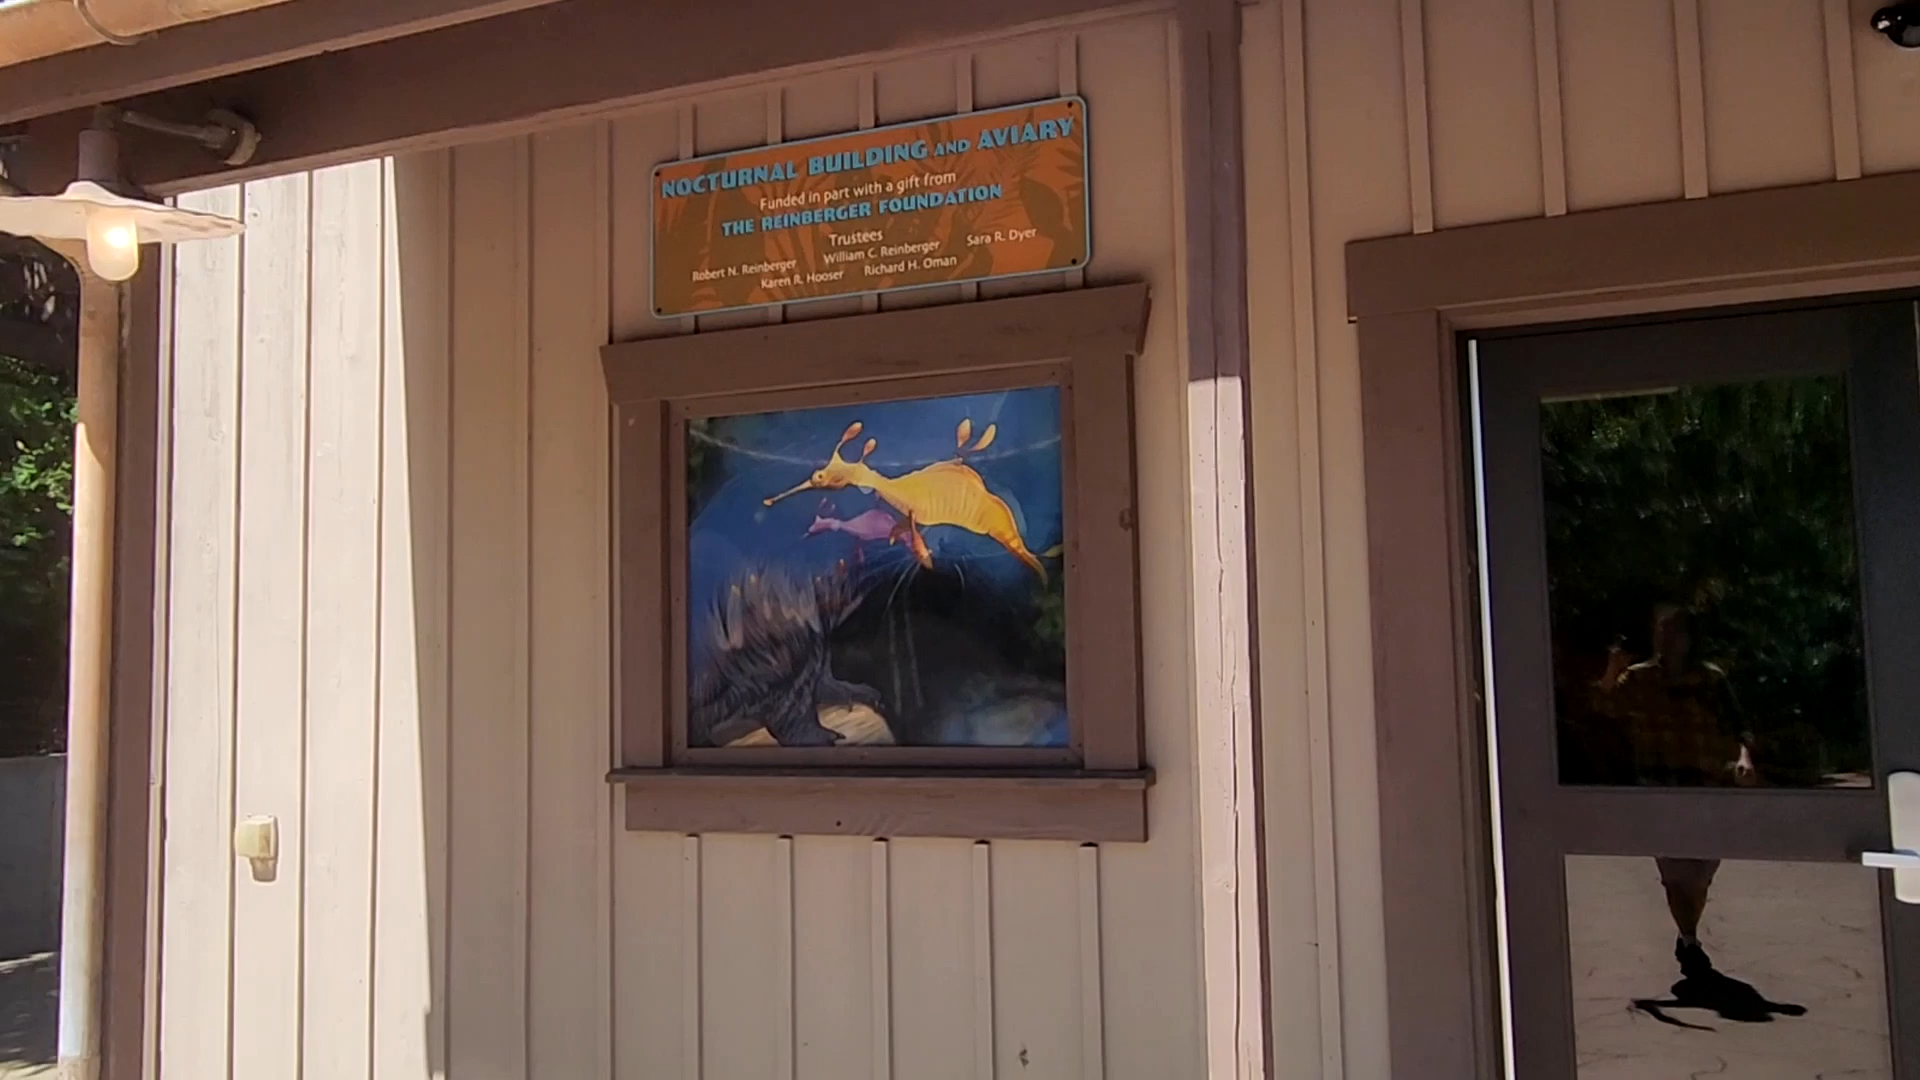 NOCTURNAL BUILDING AND AVIARY
Funded in part with a gift from
THE REINBERGER FOUNDATION
Trustees
Robert N. Reinberger William C. Reinberger Sara R. Dyer
Karen R. Hooser Richard H. Oman